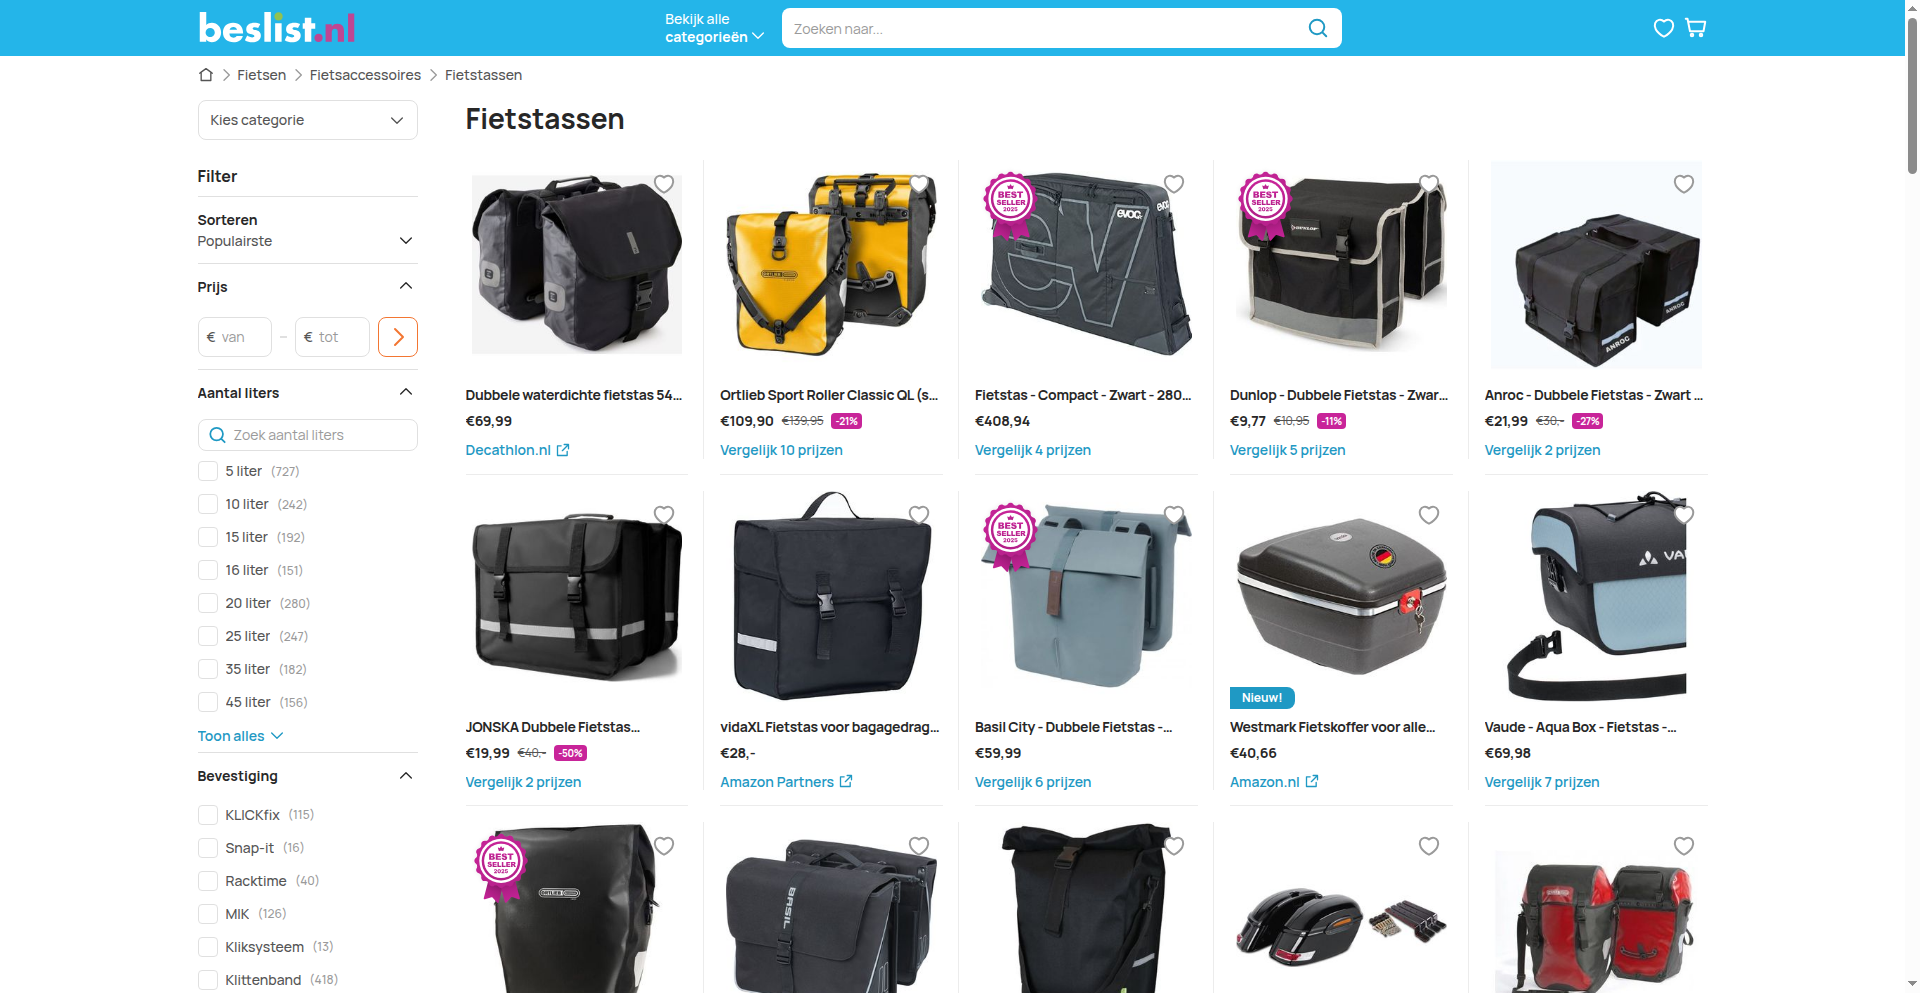 beslist.nl
Bekijk alle
categorieën
Zoeken naar...
Fietsen
Fietsaccessoires
Fietstassen
Kies categorie
Fietstassen
Filter
Sorteren
Populairste
Prijs
€ van
–
€ tot
Aantal liters
Zoek aantal liters
5 liter (727)
10 liter (242)
15 liter (192)
16 liter (151)
20 liter (280)
25 liter (247)
35 liter (182)
45 liter (156)
Toon alles
Bevestiging
KLICKfix (115)
Snap-it (16)
Racktime (40)
MIK (126)
Kliksysteem (13)
Klittenband (418)
Dubbele waterdichte fietstas 54...
€69,99
Decathlon.nl
ORTLIEB
Ortlieb Sport Roller Classic QL (s...
€109,90 €139,95 -21%
Vergelijk 10 prijzen
BEST
SELLER
2025
evoc
evoc
Fietstas - Compact - Zwart - 280...
€408,94
Vergelijk 4 prijzen
BEST
SELLER
2025
DUNLOP
Dunlop - Dubbele Fietstas - Zwar...
€9,77 €10,95 -11%
Vergelijk 5 prijzen
ANROG
ANROG
Anroc - Dubbele Fietstas - Zwart ...
€21,99 €30,- -27%
Vergelijk 2 prijzen
JONSKA Dubbele Fietstas...
€19,99 €40,- -50%
Vergelijk 2 prijzen
vidaXL Fietstas voor bagagedrag...
€28,-
Amazon Partners
BEST
SELLER
2025
Basil City - Dubbele Fietstas -...
€59,99
Vergelijk 6 prijzen
Nieuw!
Westmark Fietskoffer voor alle...
€40,66
Amazon.nl
VAU
Vaude - Aqua Box - Fietstas -...
€69,98
Vergelijk 7 prijzen
BEST
SELLER
2025
ORTLIEB
BASIL